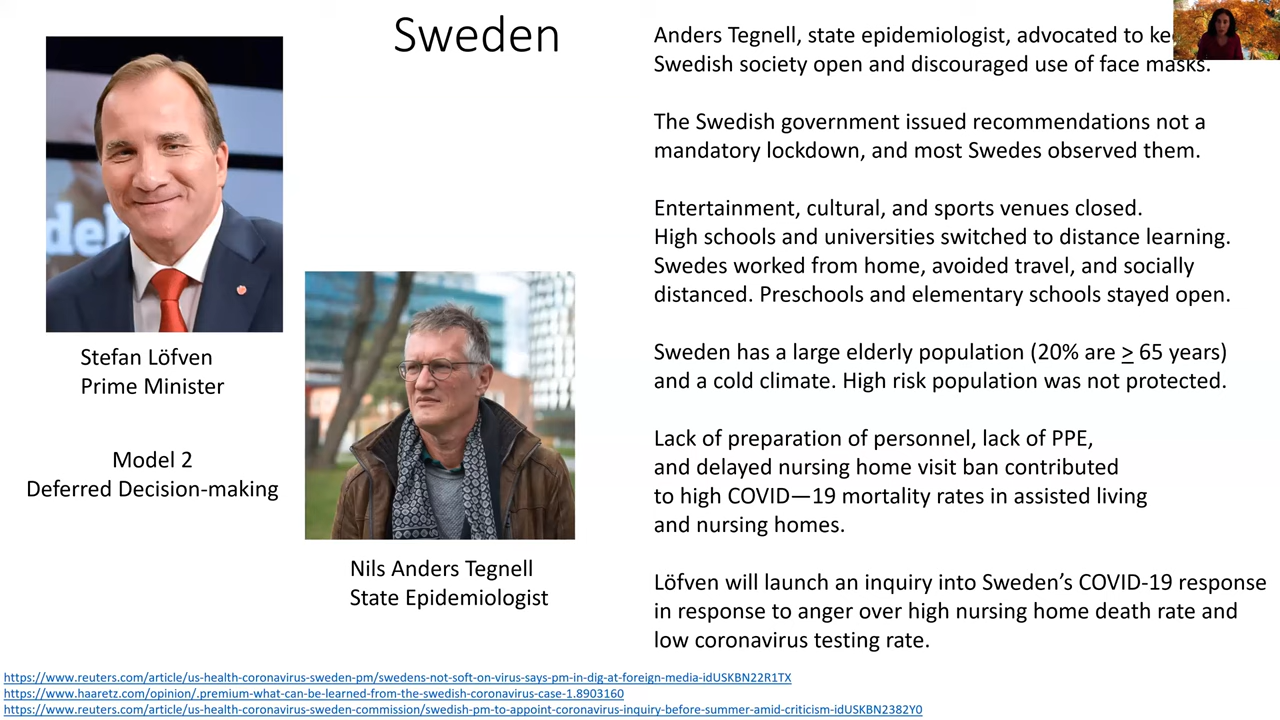 Sweden
Anders Tegnell, state epidemiologist, advocated to
Swedish society open and discouraged use of face masks.
The Swedish government issued recommendations not a
mandatory lockdown, and most Swedes observed them.
Entertainment, cultural, and sports venues closed.
High schools and universities switched to distance learning.
Swedes worked from home, avoided travel, and socially
distanced. Preschools and elementary schools stayed open.
Sweden has a large elderly population (20% are ≥ 65 years)
and a cold climate. High risk population was not protected.
Lack of preparation of personnel, lack of PPE,
and delayed nursing home visit ban contributed
to high COVID—19 mortality rates in assisted living
and nursing homes.
Löfven will launch an inquiry into Sweden's COVID-19 response
in response to anger over high nursing home death rate and
low coronavirus testing rate.
deb
Stefan Löfven
Prime Minister
Model 2
Deferred Decision-making
Nils Anders Tegnell
State Epidemiologist
https://www.reuters.com/article/us-health-coronavirus-sweden-pm/swedens-not-soft-on-virus-says-pm-in-dig-at-foreign-media-idUSKBN22R1TX
https://www.haaretz.com/opinion/.premium-what-can-be-learned-from-the-swedish-coronavirus-case-1.8903160
https://www.reuters.com/article/us-health-coronavirus-sweden-commission/swedish-pm-to-appoint-coronavirus-inquiry-before-summer-amid-criticism-idUSKBN2382Y0